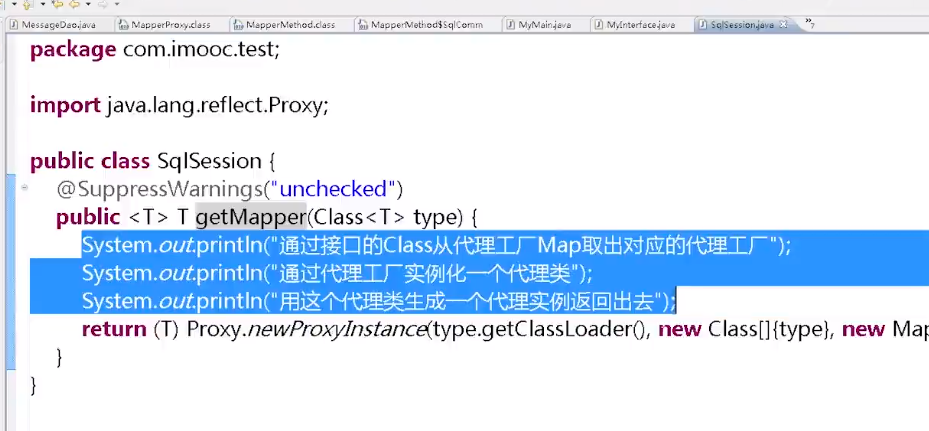 MessageDao.java MapperProxy.class MapperMethod.class MapperMethod$SqlComm MyMain.java MyInterface.java SqlSession.java
package com.imooc.test;
import java.lang.reflect.Proxy;
public class SqlSession {
@SuppressWarnings("unchecked")
public <T> T getMapper(Class<T> type) {
System.out.println("通过接口的Class从代理工厂Map取出对应的代理工厂");
System.out.println("通过代理工厂实例化一个代理类");
System.out.println("用这个代理类生成一个代理实例返回出去");
return (T) Proxy.newProxyInstance(type.getClassLoader(), new Class[]{type}, new Map
}
}